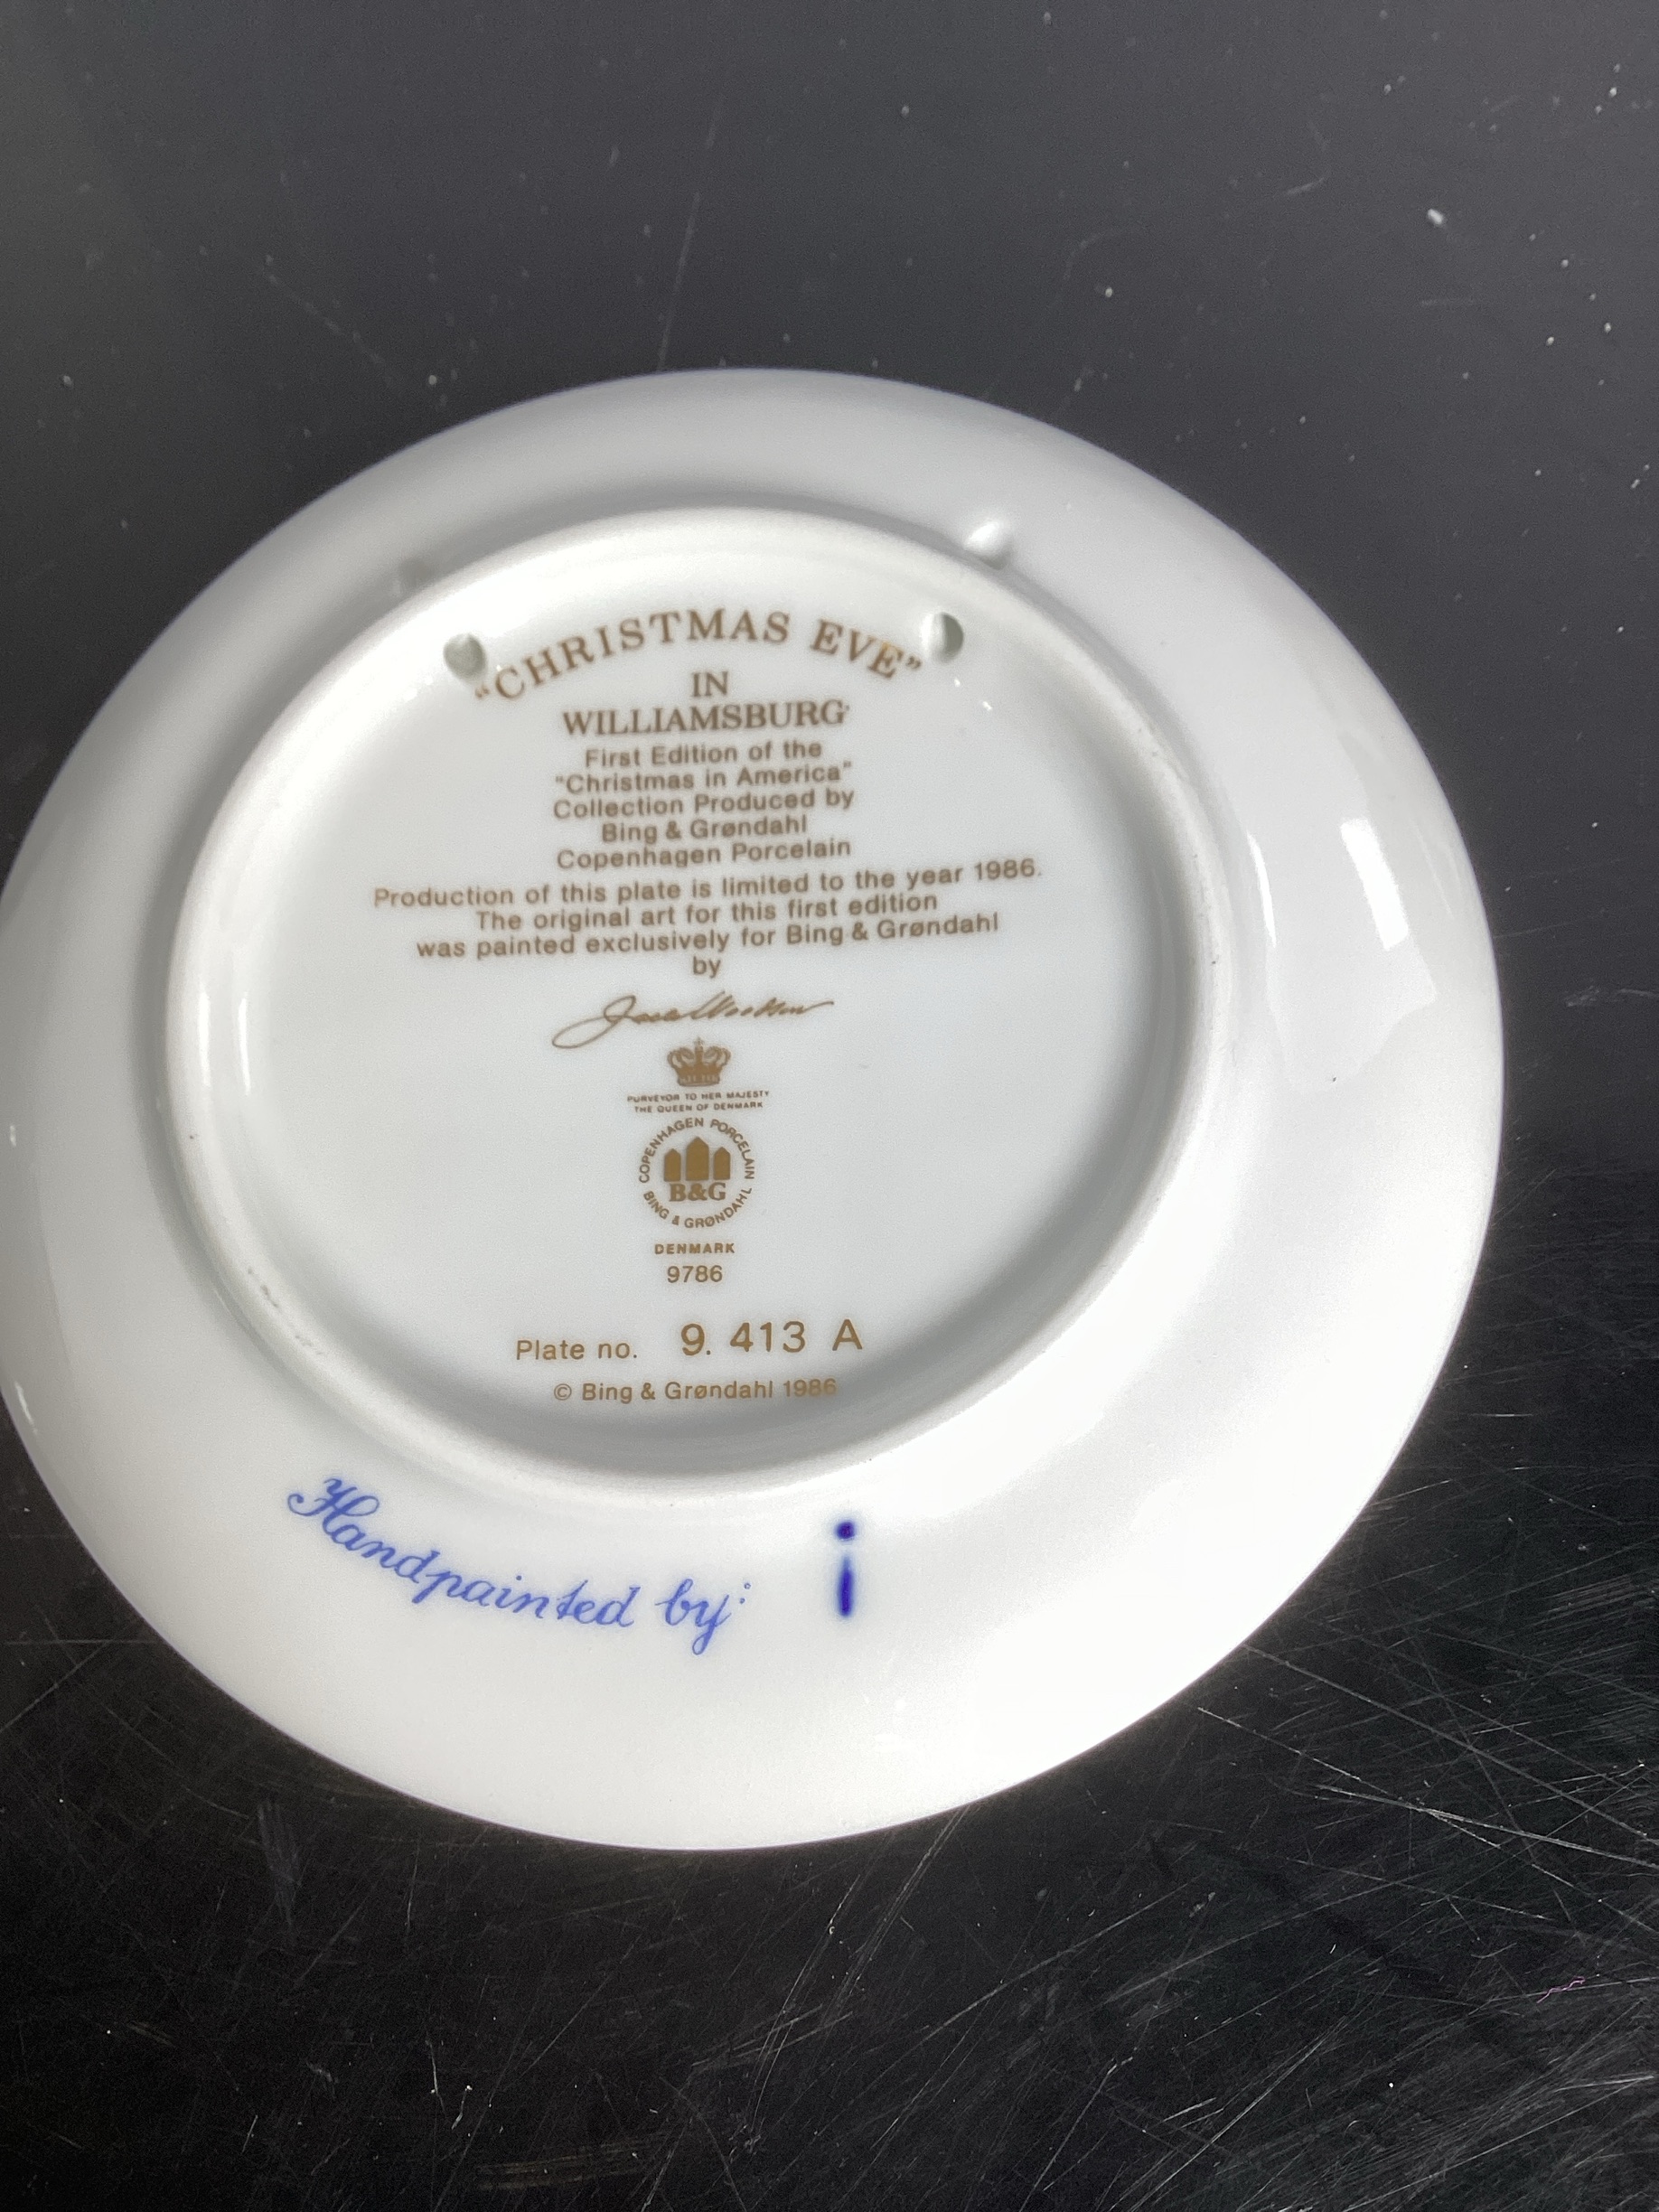 “CHRISTMAS EVE”
IN
WILLIAMSBURG
First Edition of the
“Christmas in America”
Collection Produced by
Bing & Grøndahl
Copenhagen Porcelain
Production of this plate is limited to the year 1986.
The original art for this first edition
was painted exclusively for Bing & Grøndahl
by
Jack Woodson
PURVEYOR TO HER MAJESTY
THE QUEEN OF DENMARK
COPENHAGEN PORCELAIN
B&G
BING & GRØNDAHL
DENMARK
9786
Plate no. 9. 413 A
© Bing & Grøndahl 1986
Handpainted by: i